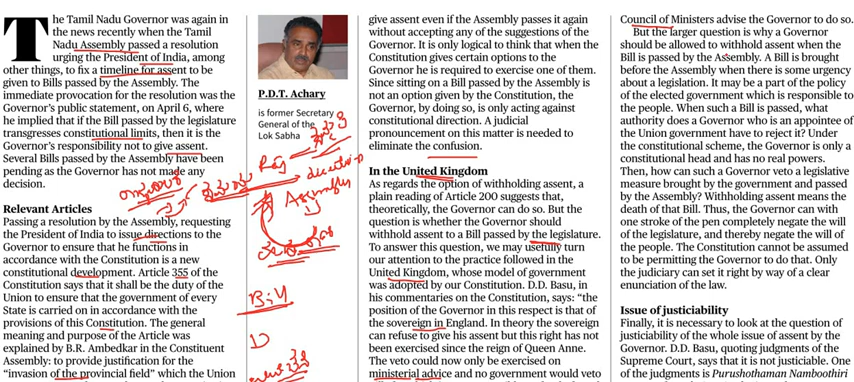 The Tamil Nadu Governor was again in
the news recently when the Tamil
Nadu Assembly passed a resolution
urging the President of India, among
other things, to fix a timeline for assent to be
given to Bills passed by the Assembly. The
immediate provocation for the resolution was the
Governor's public statement, on April 6, where
he implied that if the Bill passed by the legislature
transgresses constitutional limits, then it is the
Governor's responsibility not to give assent.
Several Bills passed by the Assembly have been
pending as the Governor has not made any
decision.
Relevant Articles
Passing a resolution by the Assembly, requesting
the President of India to issue directions to the
Governor to ensure that he functions in
accordance with the Constitution is a new
constitutional development. Article 355 of the
Constitution says that it shall be the duty of the
Union to ensure that the government of every
State is carried on in accordance with the
provisions of this Constitution. The general
meaning and purpose of the Article was
explained by B.R. Ambedkar in the Constituent
Assembly: to provide justification for the
"invasion of the provincial field" which the Union
P.D.T. Achary
is former Secretary
General of the
Lok Sabha
Assembly
Bill
give assent even if the Assembly passes it again
without accepting any of the suggestions of the
Governor. It is only logical to think that when the
Constitution gives certain options to the
Governor he is required to exercise one of them.
Since sitting on a Bill passed by the Assembly is
not an option given by the Constitution, the
Governor, by doing so, is only acting against
constitutional direction. A judicial
pronouncement on this matter is needed to
eliminate the confusion.
In the United Kingdom
As regards the option of withholding assent, a
plain reading of Article 200 suggests that,
theoretically, the Governor can do so. But the
question is whether the Governor should
withhold assent to a Bill passed by the legislature.
To answer this question, we may usefully turn
our attention to the practice followed in the
United Kingdom, whose model of government
was adopted by our Constitution. D.D. Basu, in
his commentaries on the Constitution, says: "the
position of the Governor in this respect is that of
the sovereign in England. In theory the sovereign
can refuse to give his assent but this right has
not been exercised since the reign of Queen Anne.
The veto could now only be exercised on
ministerial advice and no government would veto
Council of Ministers advise the Governor to do so.
But the larger question is why a Governor
should be allowed to withhold assent when the
Bill is passed by the Assembly. A Bill is brought
before the Assembly when there is some urgency
about a legislation. It may be a part of the policy
of the elected government which is responsible to
the people. When such a Bill is passed, what
authority does a Governor who is an appointee of
the Union government have to reject it? Under
the constitutional scheme, the Governor is only a
constitutional head and has no real powers.
Then, how can such a Governor veto a legislative
measure brought by the government and passed
by the Assembly? Withholding assent means the
death of that Bill. Thus, the Governor can with
one stroke of the pen completely negate the will
of the legislature, and thereby negate the will of
the people. The Constitution cannot be assumed
to be permitting the Governor to do that. Only
the judiciary can set it right by way of a clear
enunciation of the law.
Issue of justiciability
Finally, it is necessary to look at the question of
justiciability of the whole issue of assent by the
Governor. D.D. Basu, quoting judgments of the
Supreme Court, says that it is not justiciable. One
of the judgments is Purushothaman Namboothiri